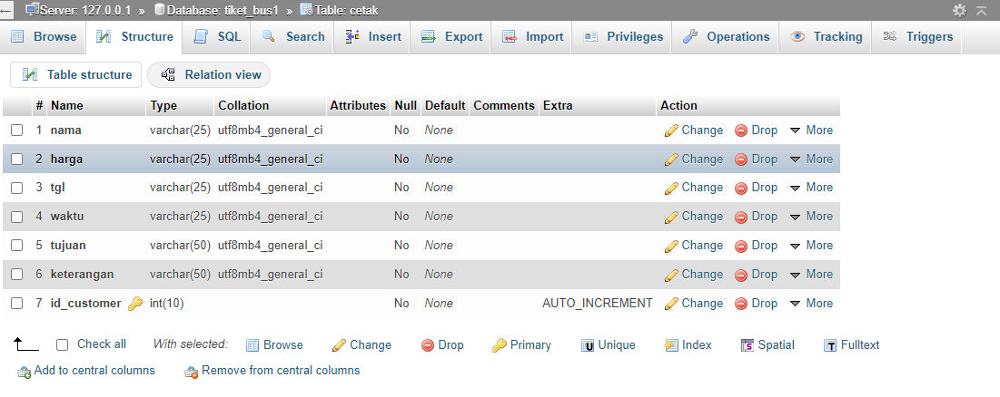 Server: 127.0.0.1 » Database: tiket_bus1 » Table: cetak
Browse Structure SQL Search Insert Export Import Privileges Operations Tracking Triggers
Table structure Relation view
# Name Type Collation Attributes Null Default Comments Extra Action
1 nama varchar(25) utf8mb4_general_ci No None Change Drop More
2 harga varchar(25) utf8mb4_general_ci No None Change Drop More
3 tgl varchar(25) utf8mb4_general_ci No None Change Drop More
4 waktu varchar(25) utf8mb4_general_ci No None Change Drop More
5 tujuan varchar(50) utf8mb4_general_ci No None Change Drop More
6 keterangan varchar(50) utf8mb4_general_ci No None Change Drop More
7 id_customer int(10) No None AUTO_INCREMENT Change Drop More
Check all With selected: Browse Change Drop Primary Unique Index Spatial Fulltext
Add to central columns Remove from central columns